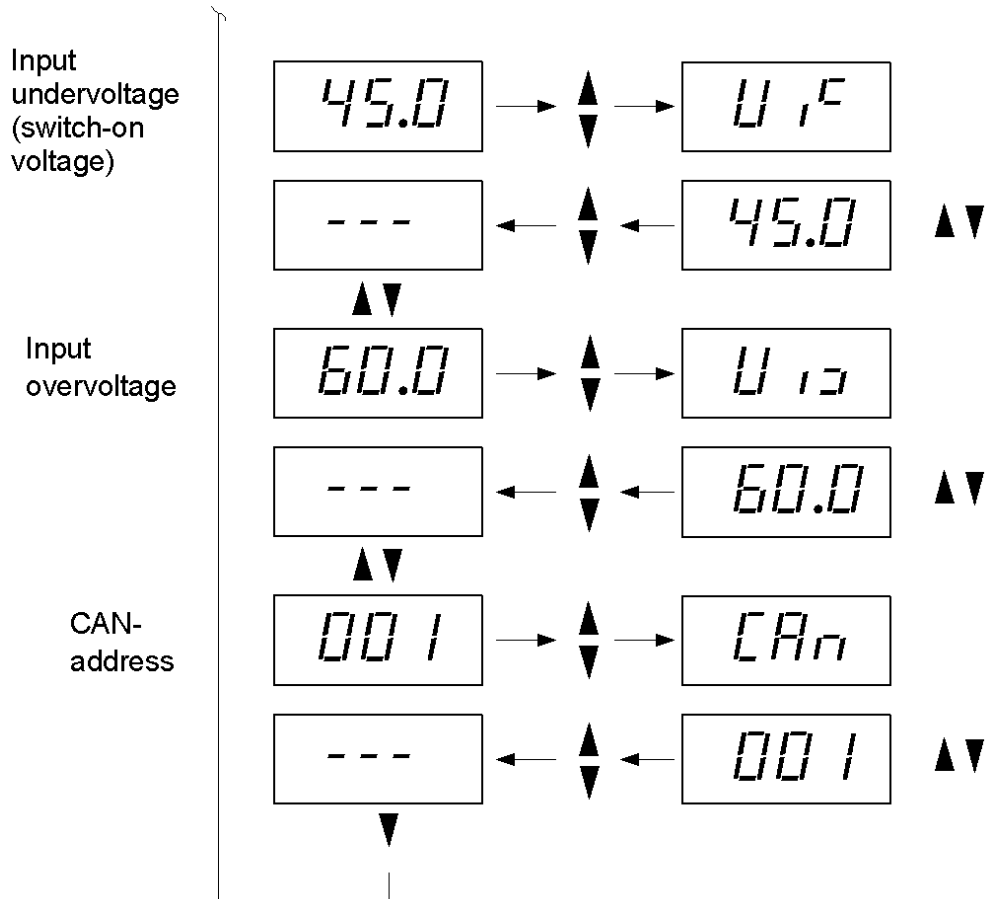 Input
undervoltage
(switch-on
voltage)
45.0
---
45.0
Input
overvoltage
60.0
---
60.0
CAN-
address
001
CAn
---
001